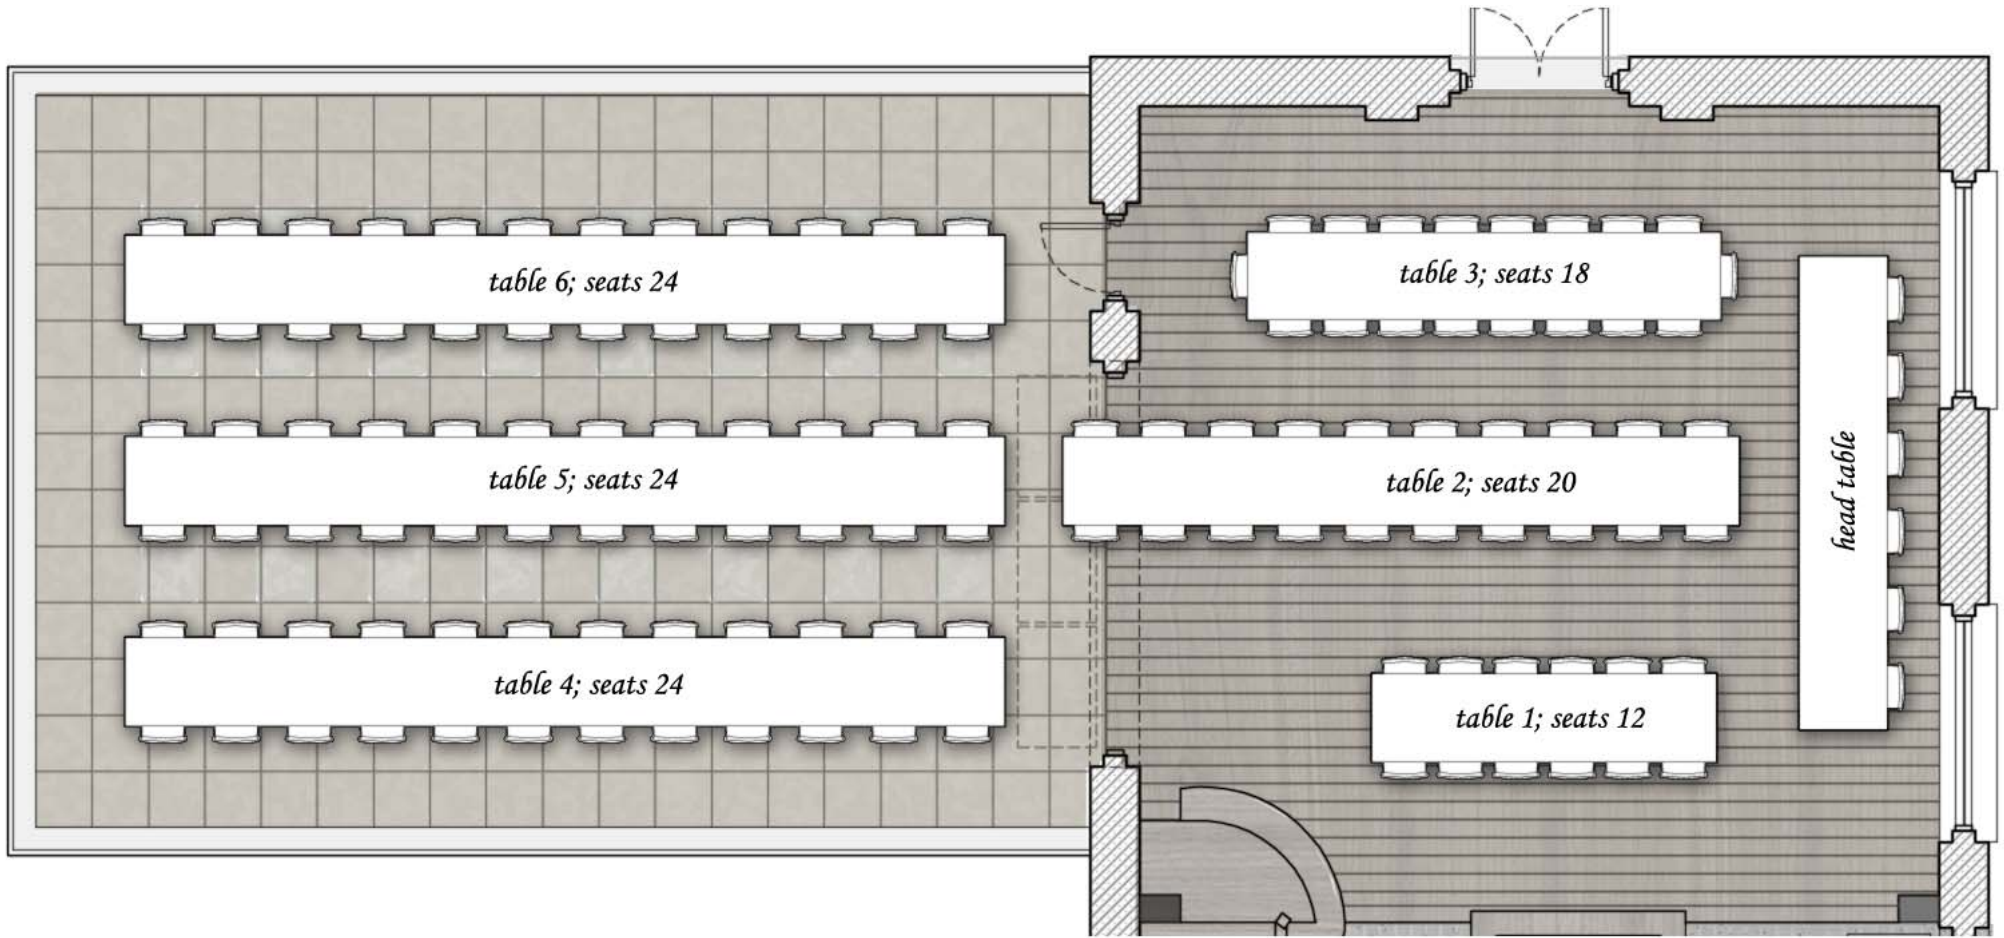 table 6; seats 24
table 3; seats 18
table 5; seats 24
table 2; seats 20
head table
table 4; seats 24
table 1; seats 12